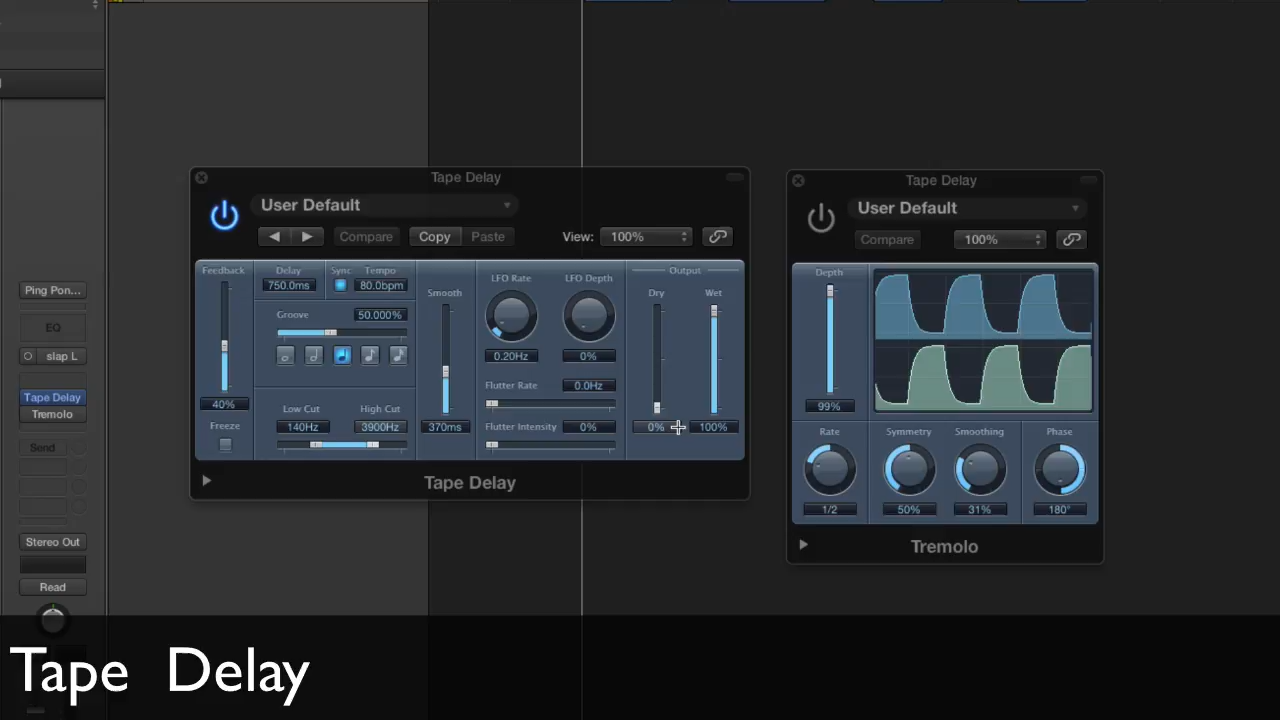 Ping Pon...
EQ
slap L
Tape Delay
Tremolo
Send
Stereo Out
Read
Tape Delay
User Default
Compare
Copy
Paste
View:
100%
Feedback
40%
Freeze
Delay
750.0ms
Sync
Tempo
80.0bpm
Groove
50.000%
Low Cut
140Hz
High Cut
3900Hz
Smooth
370ms
LFO Rate
0.20Hz
LFO Depth
0%
Flutter Rate
0.0Hz
Flutter Intensity
0%
Output
Dry
0%
Wet
100%
Tape Delay
Tape Delay
User Default
Compare
100%
Depth
99%
Rate
1/2
Symmetry
50%
Smoothing
31%
Phase
180°
Tremolo
Tape Delay